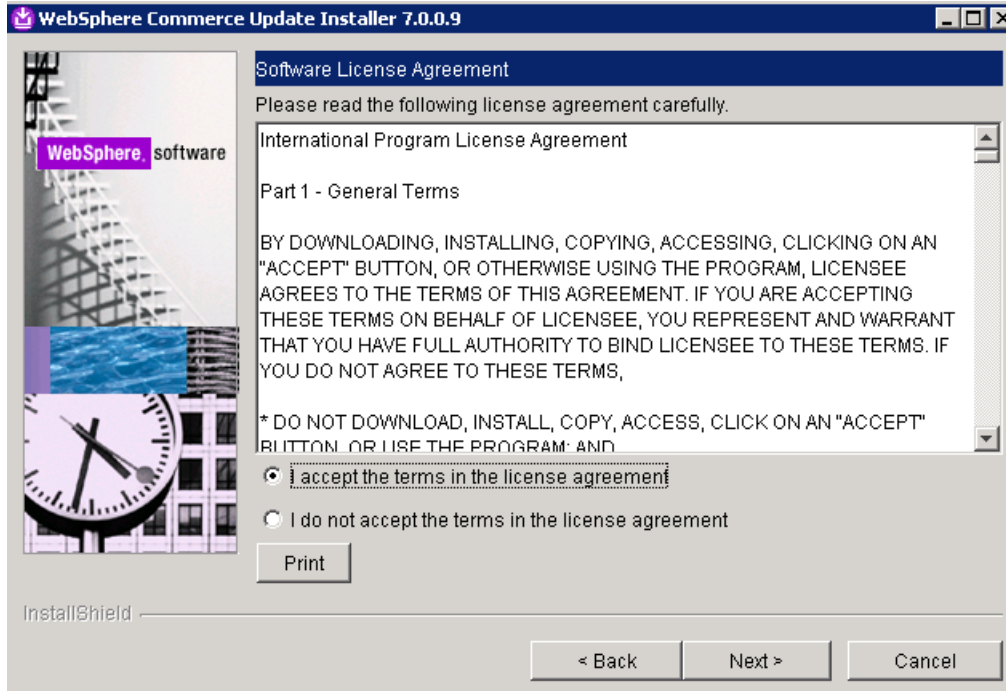 WebSphere Commerce Update Installer 7.0.0.9
WebSphere. software
Software License Agreement
Please read the following license agreement carefully.
International Program License Agreement
Part 1 - General Terms
BY DOWNLOADING, INSTALLING, COPYING, ACCESSING, CLICKING ON AN
"ACCEPT" BUTTON, OR OTHERWISE USING THE PROGRAM, LICENSEE
AGREES TO THE TERMS OF THIS AGREEMENT. IF YOU ARE ACCEPTING
THESE TERMS ON BEHALF OF LICENSEE, YOU REPRESENT AND WARRANT
THAT YOU HAVE FULL AUTHORITY TO BIND LICENSEE TO THESE TERMS. IF
YOU DO NOT AGREE TO THESE TERMS,
* DO NOT DOWNLOAD, INSTALL, COPY, ACCESS, CLICK ON AN "ACCEPT"
BUTTON, OR USE THE PROGRAM; AND
I accept the terms in the license agreement
I do not accept the terms in the license agreement
Print
InstallShield
< Back
Next >
Cancel